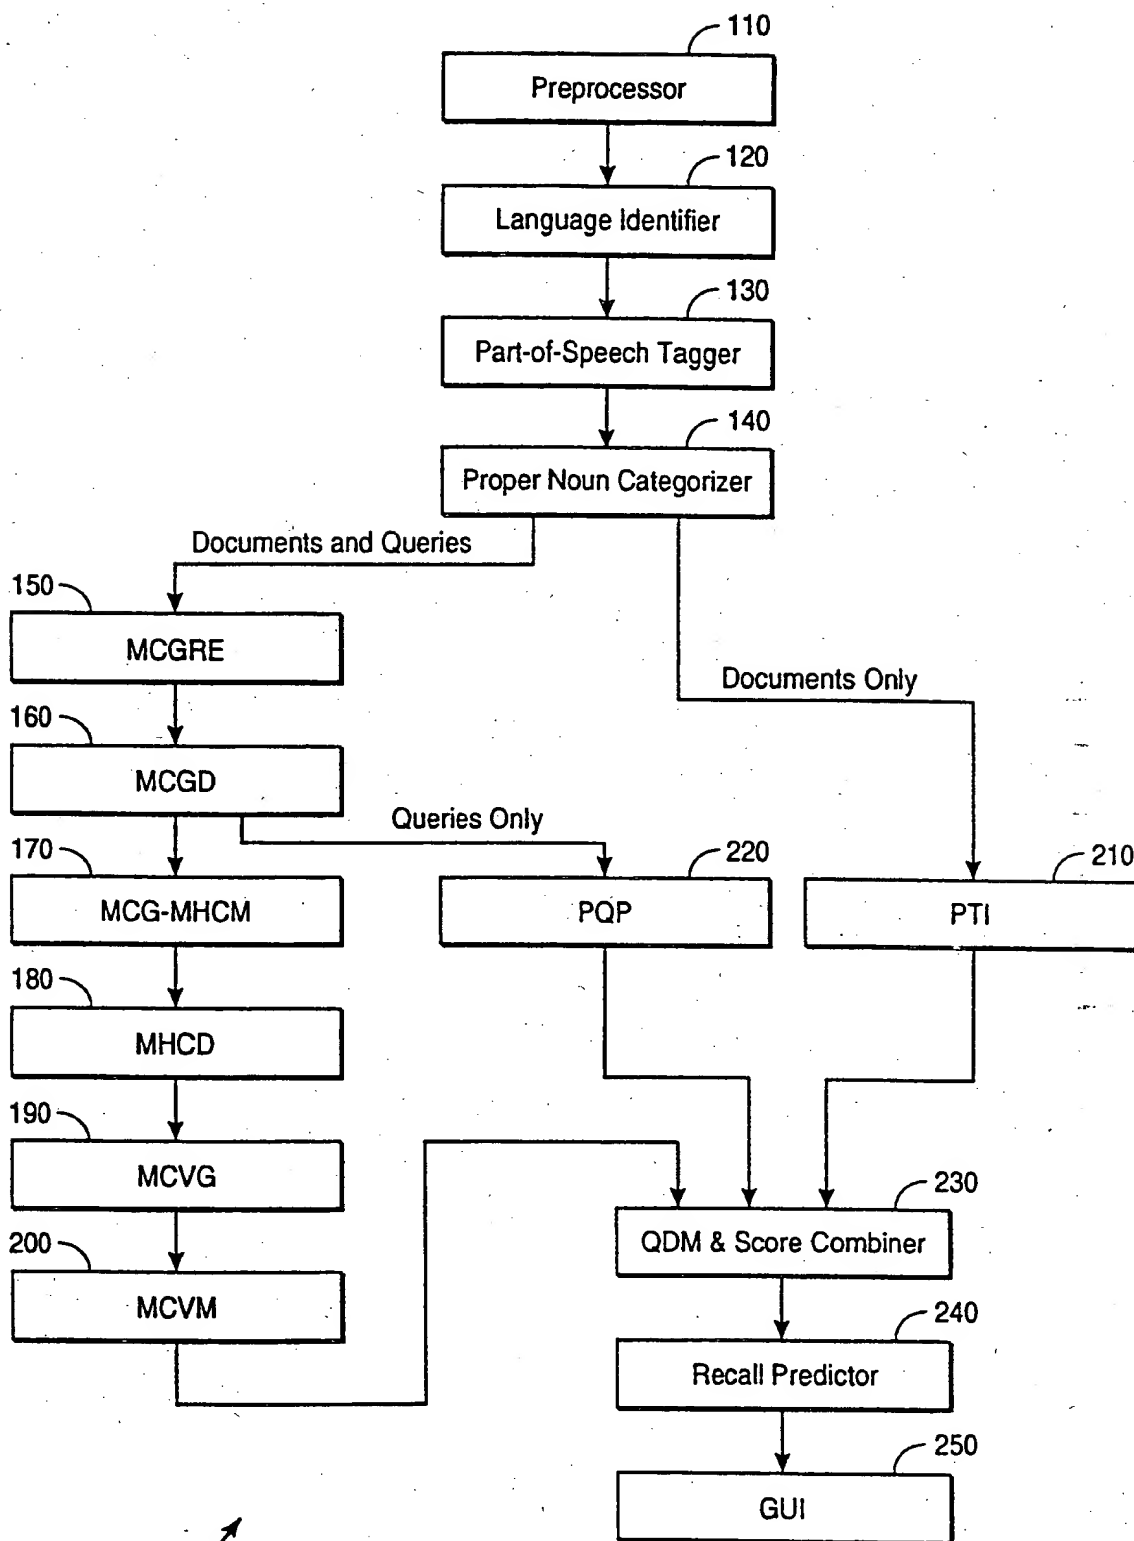 110
Preprocessor
120
Language Identifier
130
Part-of-Speech Tagger
140
Proper Noun Categorizer
Documents and Queries
150
MCGRE
Documents Only
160
MCGD
Queries Only
170
220
210
MCG-MHCM
PQP
PTI
180
MHCD
190
MCVG
230
200
QDM & Score Combiner
MCVM
240
Recall Predictor
250
GUI